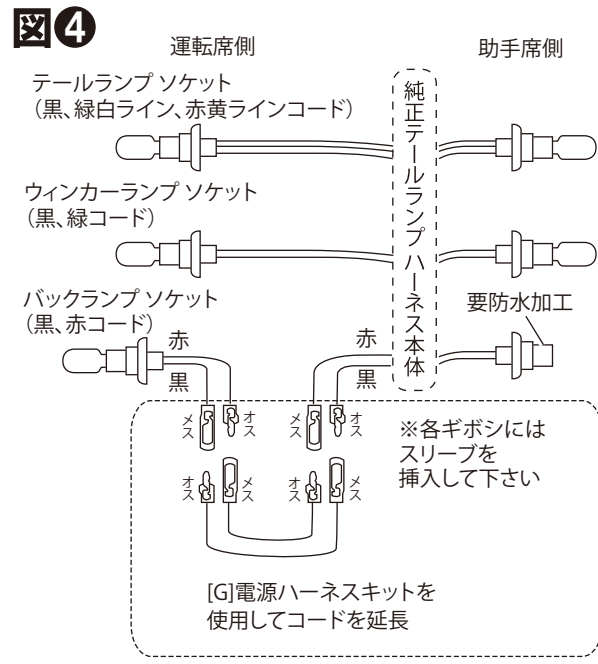 図❹
運転席側
助手席側
テールランプ ソケット
（黒、緑白ライン、赤黄ラインコード）
純正テールランプハーネス本体
ウィンカーランプ ソケット
（黒、緑コード）
バックランプ ソケット
（黒、赤コード）
要防水加工
赤
黒
赤
黒
メス
オス
メス
オス
※各ギボシには
スリーブを
挿入して下さい
オス
メス
オス
メス
[G]電源ハーネスキットを
使用してコードを延長